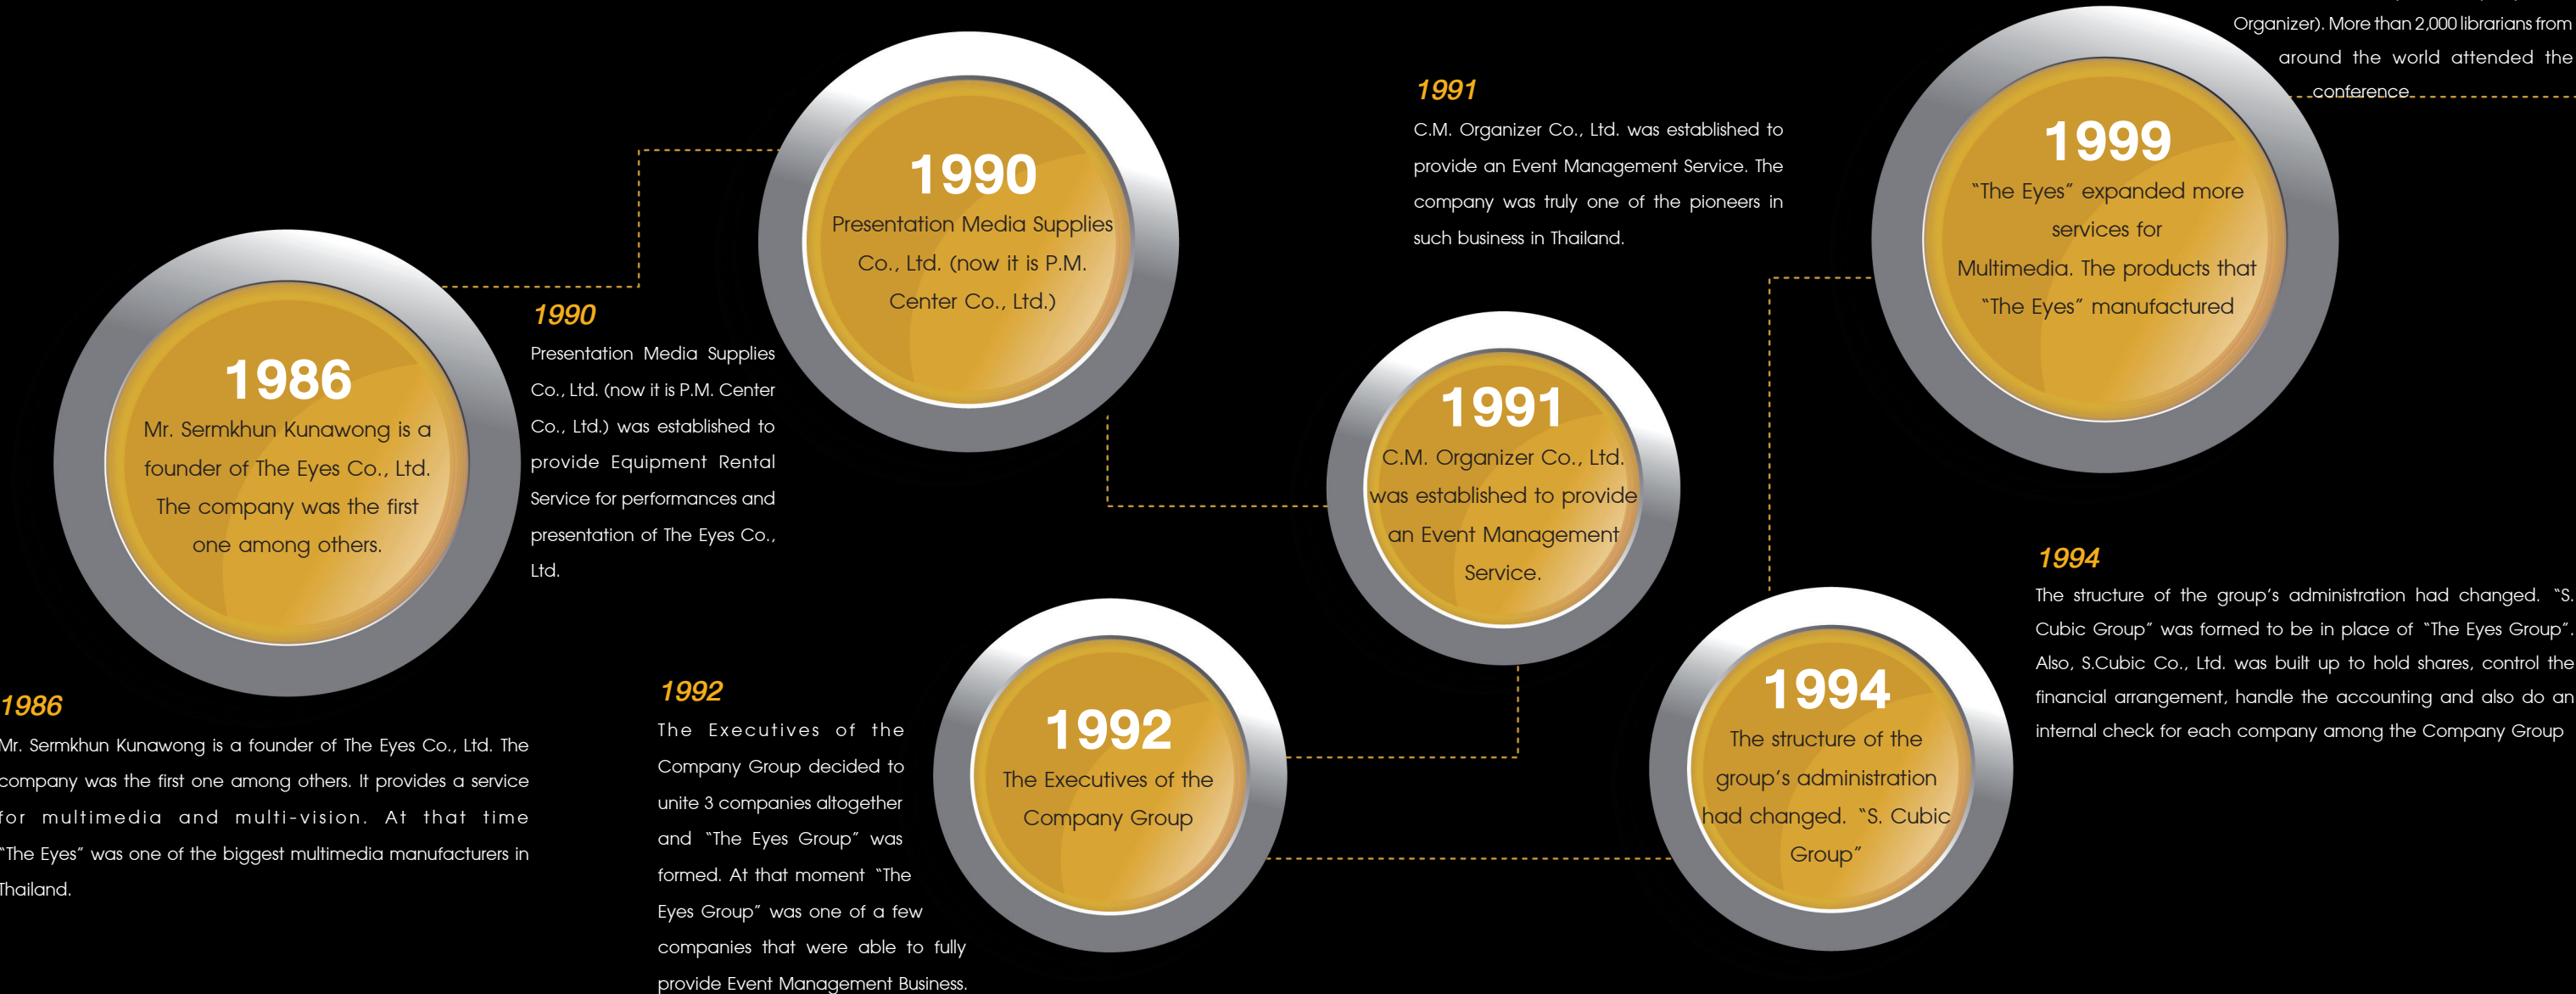 1986
Mr. Sermkhun Kunawong is a
founder of The Eyes Co., Ltd.
The company was the first
one among others.
1986
Mr. Sermkhun Kunawong is a founder of The Eyes Co., Ltd. The
company was the first one among others. It provides a service
for multimedia and multi-vision. At that time
"The Eyes" was one of the biggest multimedia manufacturers in
Thailand.
1990
Presentation Media Supplies
Co., Ltd. (now it is P.M.
Center Co., Ltd.)
1990
Presentation Media Supplies
Co., Ltd. (now it is P.M. Center
Co., Ltd.) was established to
provide Equipment Rental
Service for performances and
presentation of The Eyes Co.,
Ltd.
1991
C.M. Organizer Co., Ltd. was established to
provide an Event Management Service. The
company was truly one of the pioneers in
such business in Thailand.
1991
C.M. Organizer Co., Ltd.
was established to provide
an Event Management
Service.
1992
The Executives of the
Company Group decided to
unite 3 companies altogether
and "The Eyes Group" was
formed. At that moment "The
Eyes Group" was one of a few
companies that were able to fully
provide Event Management Business.
1992
The Executives of the
Company Group
1994
The structure of the
group's administration
had changed. "S. Cubic
Group"
1994
The structure of the group's administration had changed. "S.
Cubic Group" was formed to be in place of "The Eyes Group".
Also, S.Cubic Co., Ltd. was built up to hold shares, control the
financial arrangement, handle the accounting and also do an
internal check for each company among the Company Group
1999
"The Eyes" expanded more
services for
Multimedia. The products that
"The Eyes" manufactured
Organizer). More than 2,000 librarians from
around the world attended the
conference